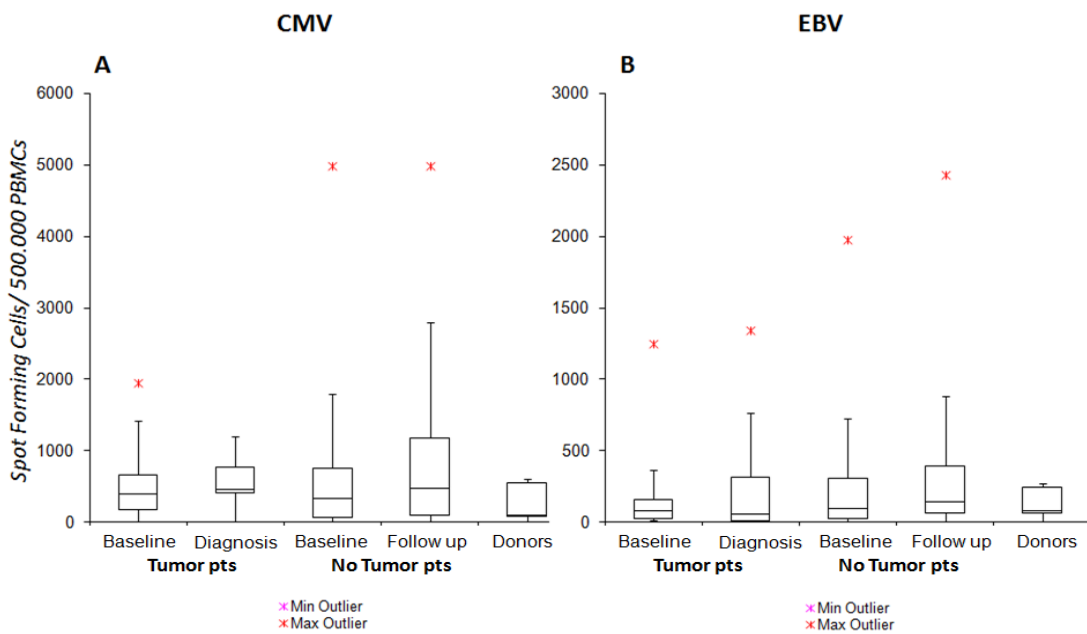 CMV
EBV
A
B
Spot Forming Cells/ 500.000 PBMCs
6000
5000
4000
3000
2000
1000
0
3000
2500
2000
1500
1000
500
0
Baseline Diagnosis Baseline Follow up Donors
Tumor pts No Tumor pts
Baseline Diagnosis Baseline Follow up Donors
Tumor pts No Tumor pts
Min Outlier
Max Outlier
Min Outlier
Max Outlier